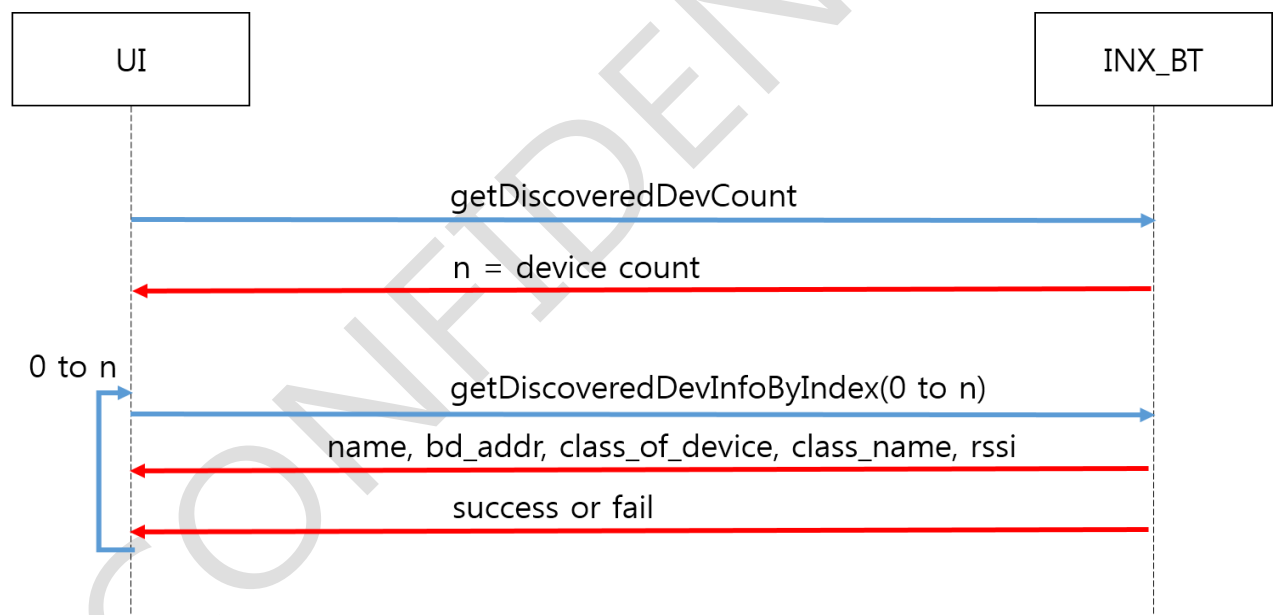 UI
INX_BT
getDiscoveredDevCount
n = device count
0 to n
getDiscoveredDevInfoByIndex(0 to n)
name, bd_addr, class_of_device, class_name, rssi
success or fail
CONFIDEN